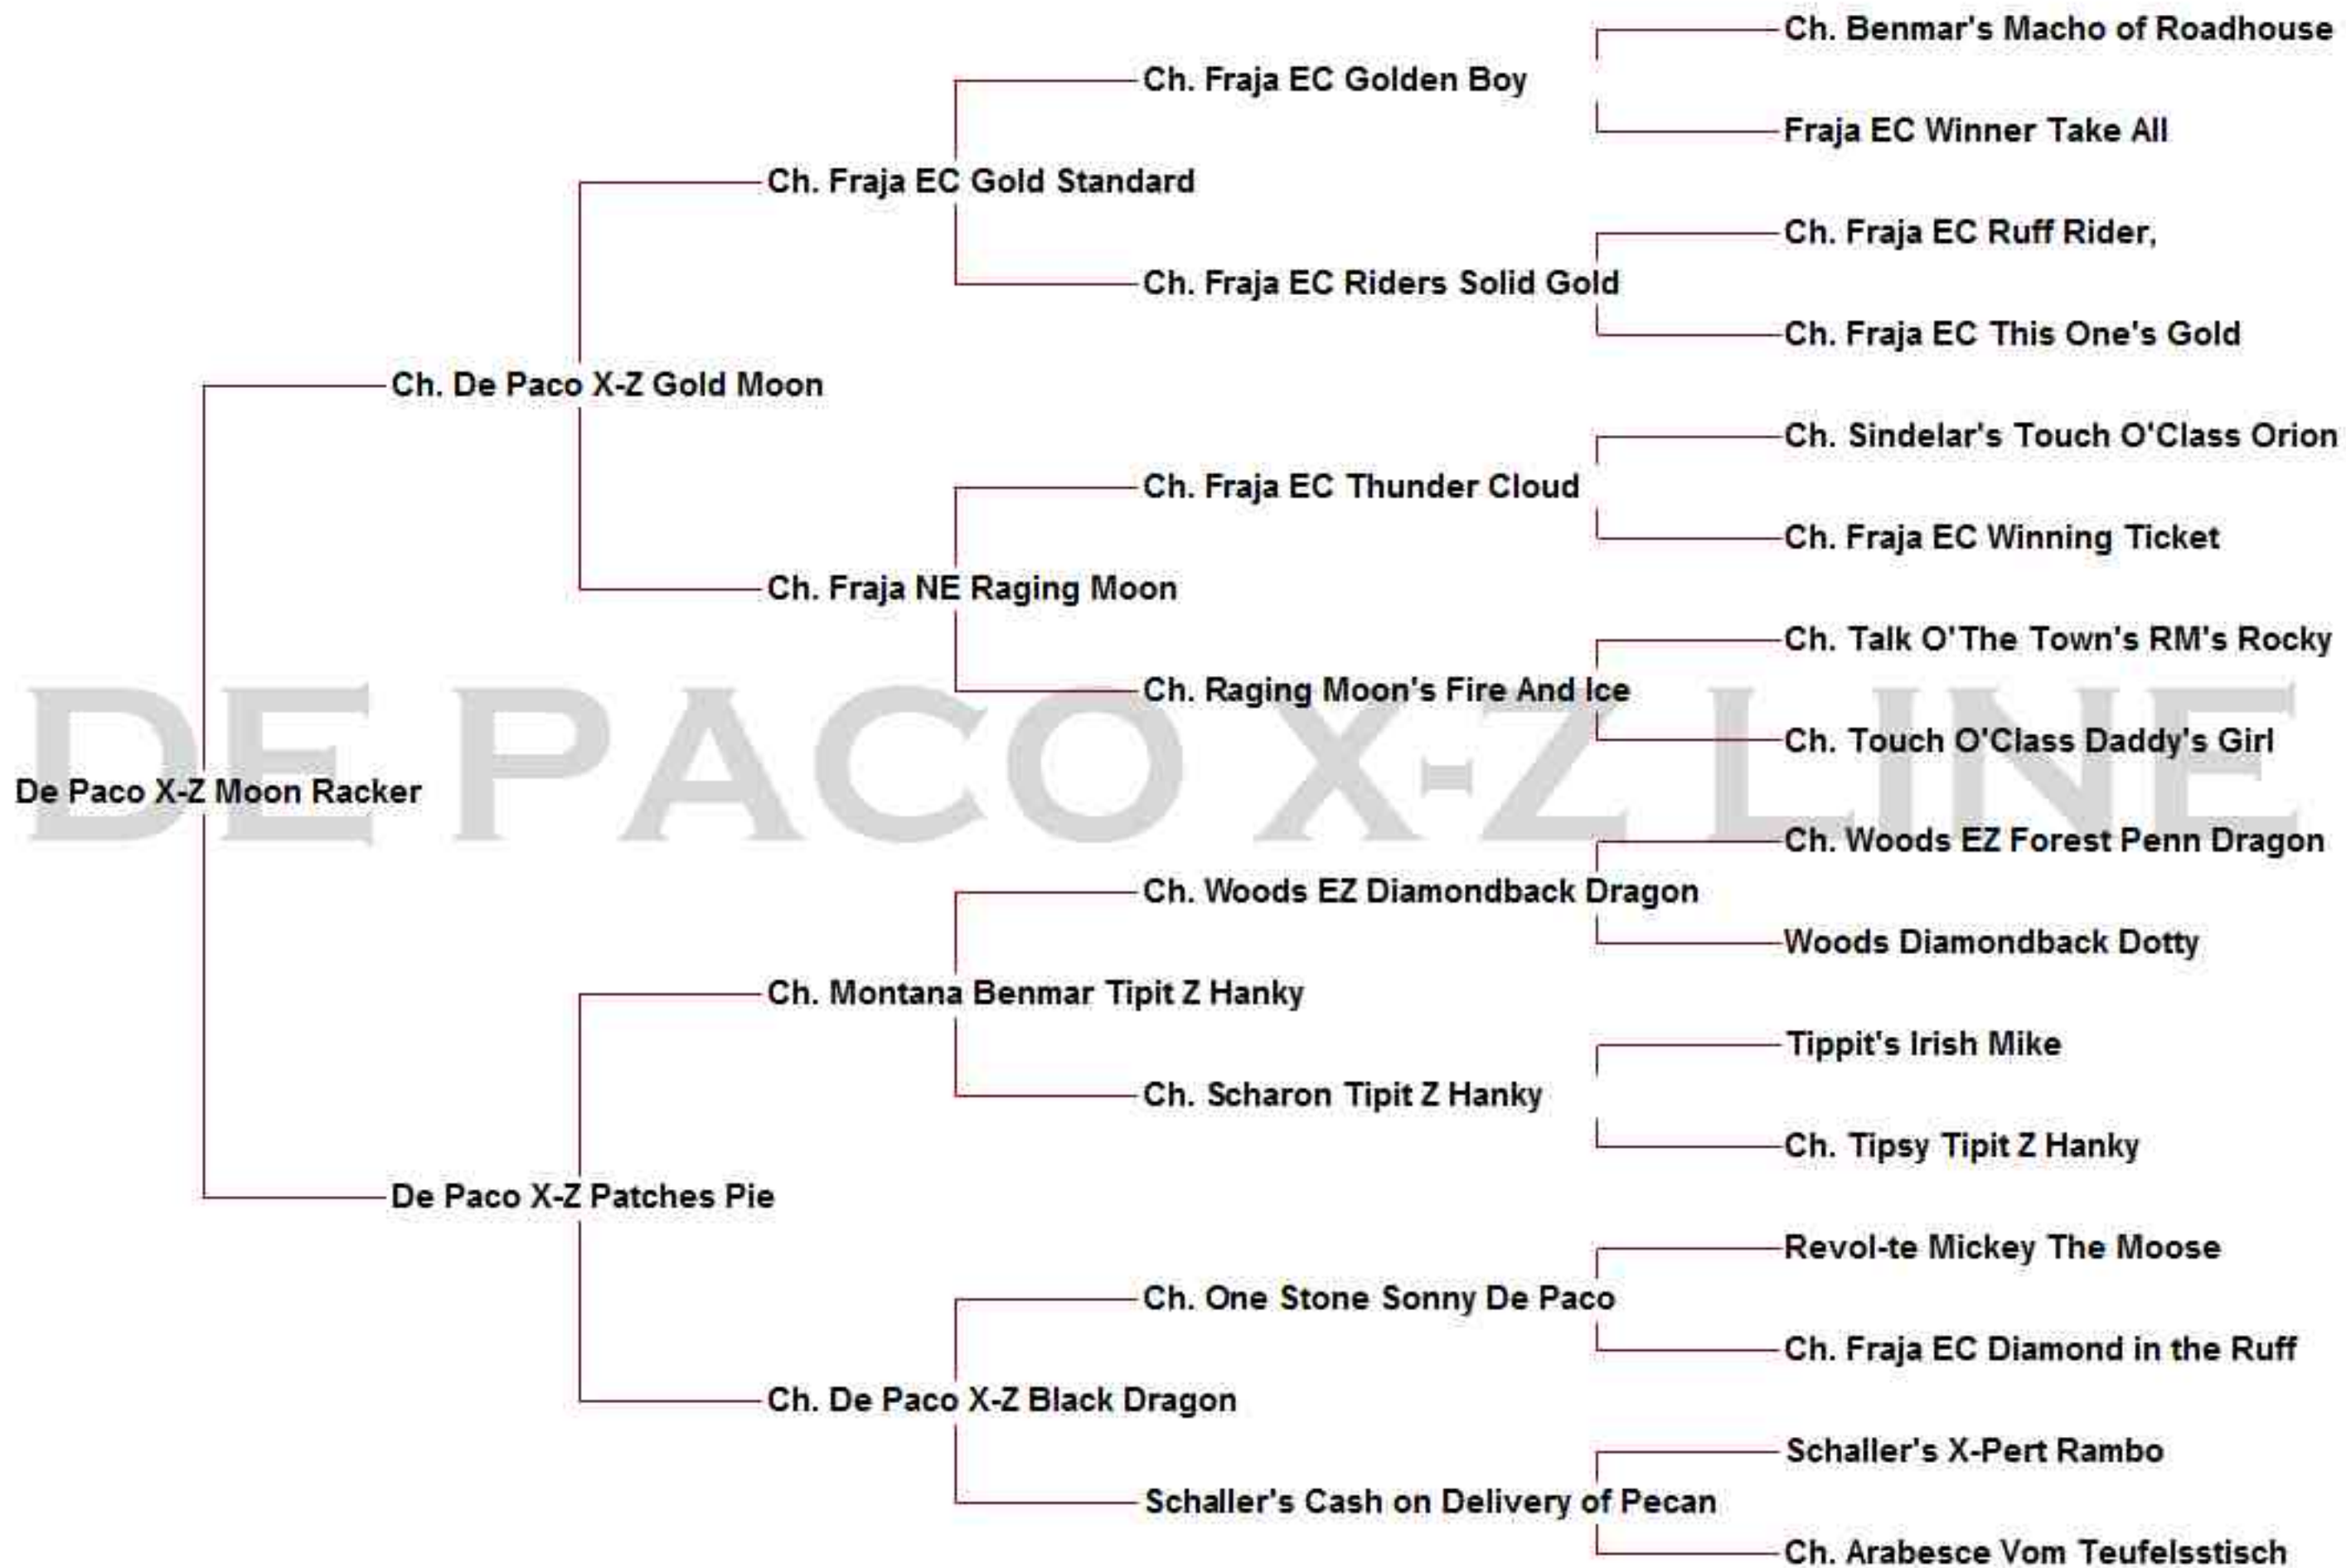 Ch. Benmar's Macho of Roadhouse
Ch. Fraja EC Golden Boy
Fraja EC Winner Take All
Ch. Fraja EC Gold Standard
Ch. Fraja EC Ruff Rider,
Ch. Fraja EC Riders Solid Gold
Ch. Fraja EC This One's Gold
Ch. De Paco X-Z Gold Moon
Ch. Sindelar's Touch O'Class Orion
Ch. Fraja EC Thunder Cloud
Ch. Fraja EC Winning Ticket
Ch. Fraja NE Raging Moon
Ch. Talk O'The Town's RM's Rocky
Ch. Raging Moon's Fire And Ice
Ch. Touch O'Class Daddy's Girl
DE PACO X-Z LINE
De Paco X-Z Moon Racker
Ch. Woods EZ Forest Penn Dragon
Ch. Woods EZ Diamondback Dragon
Woods Diamondback Dotty
Ch. Montana Benmar Tipit Z Hanky
Tippit's Irish Mike
Ch. Scharon Tipit Z Hanky
Ch. Tipsy Tipit Z Hanky
De Paco X-Z Patches Pie
Revol-te Mickey The Moose
Ch. One Stone Sonny De Paco
Ch. Fraja EC Diamond in the Ruff
Ch. De Paco X-Z Black Dragon
Schaller's X-Pert Rambo
Schaller's Cash on Delivery of Pecan
Ch. Arabesce Vom Teufelsstisch